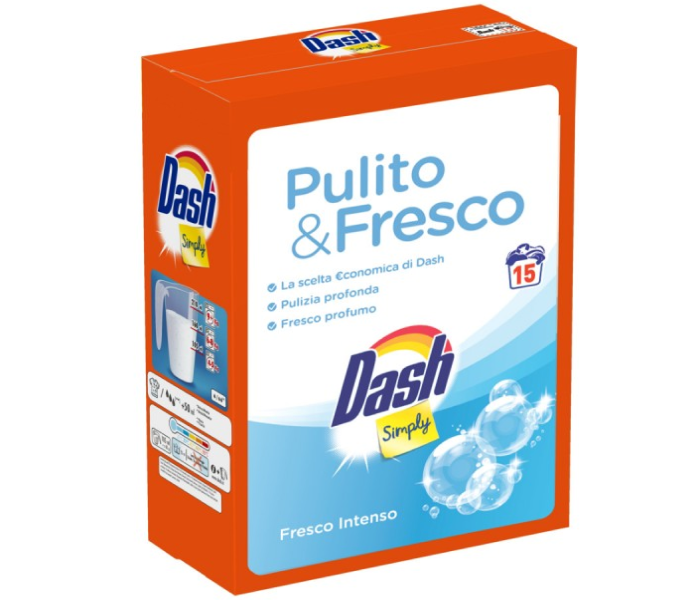 Dash
Simply
Pulito
&Fresco
La scelta €conomica di Dash
Pulizia profonda
Fresco profumo
15
Dash
Simply
Fresco Intenso
Dash
Simply